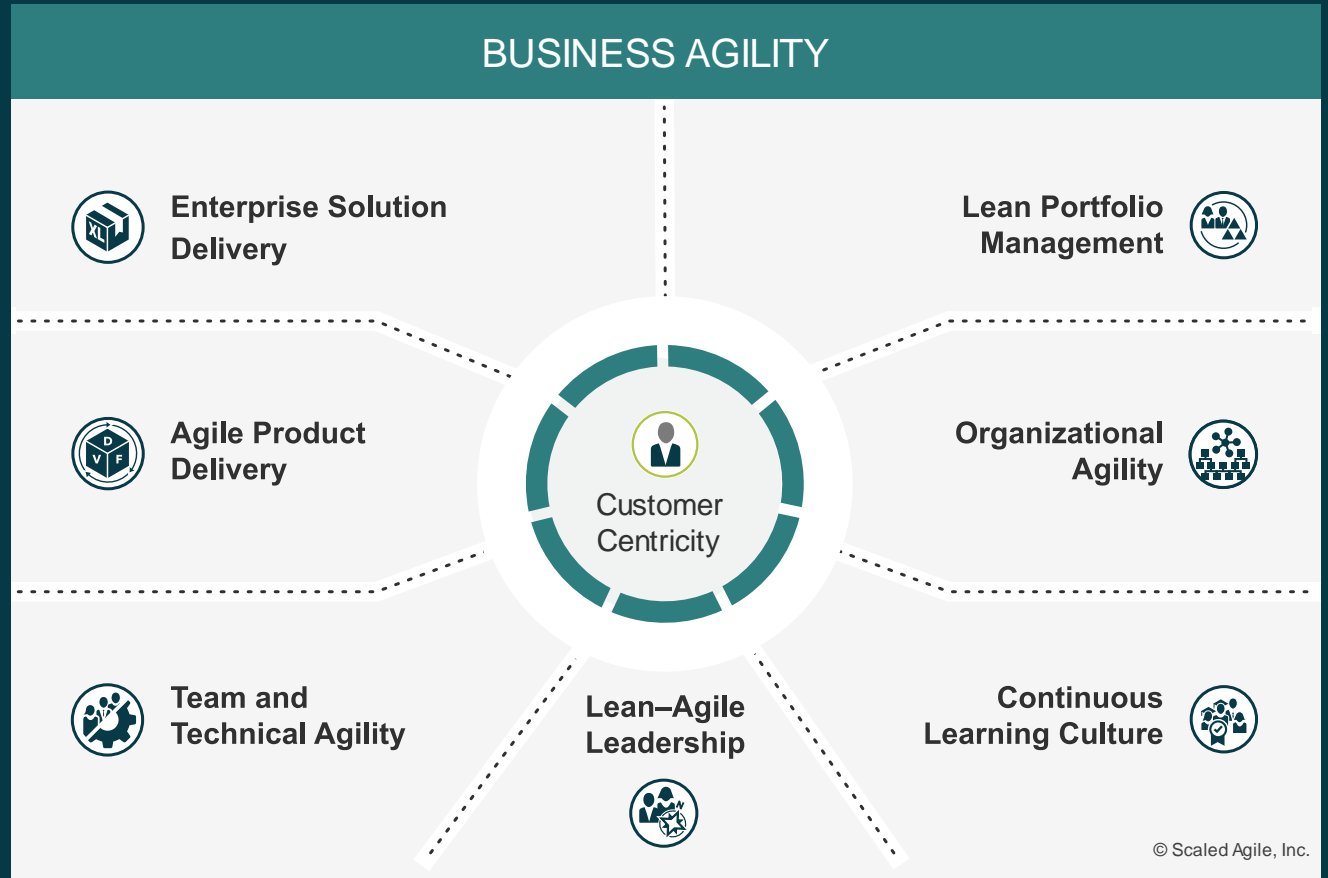 BUSINESS AGILITY
Enterprise Solution
Delivery
Lean Portfolio
Management
XL
Agile Product
Delivery
D
V F
Organizational
Agility
Customer
Centricity
Team and
Technical Agility
Lean–Agile
Leadership
N
Continuous
Learning Culture
© Scaled Agile, Inc.